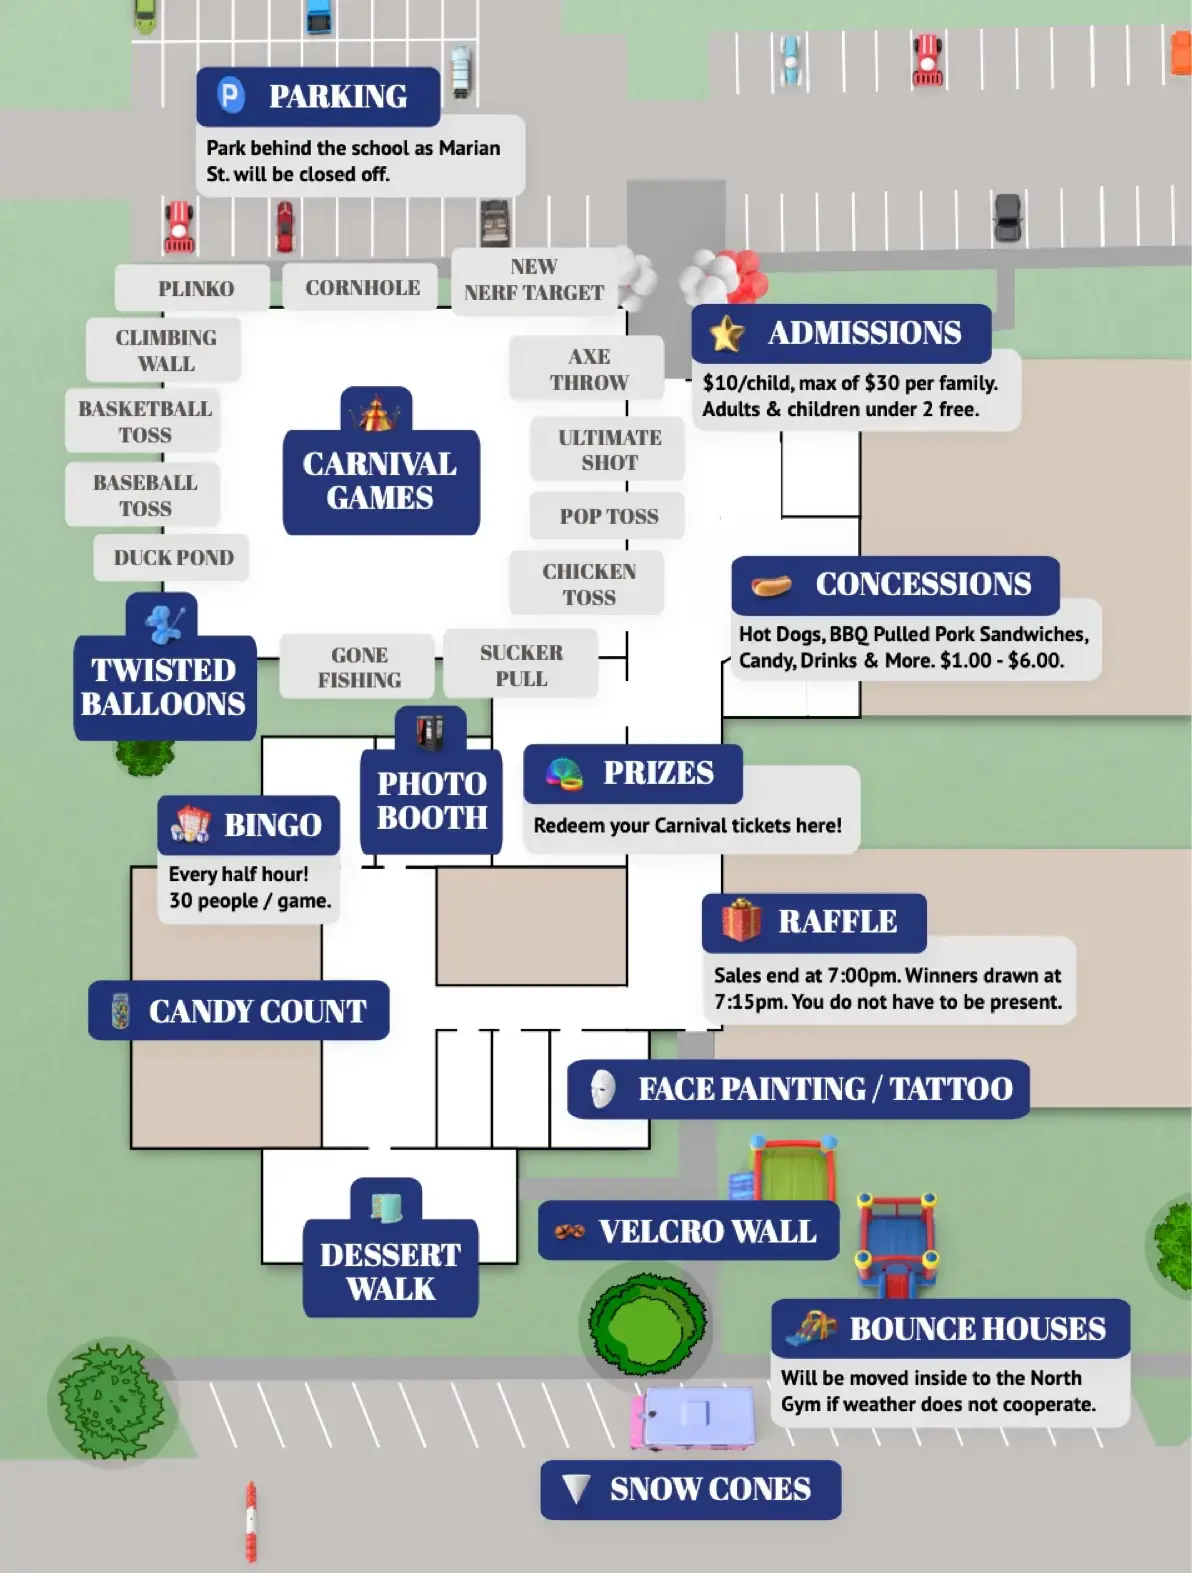 P PARKING
Park behind the school as Marian
St. will be closed off.
PLINKO
CORNHOLE
NEW
NERF TARGET
CLIMBING
WALL
BASKETBALL
TOSS
BASEBALL
TOSS
DUCK POND
AXE
THROW
ULTIMATE
SHOT
POP TOSS
CHICKEN
TOSS
CARNIVAL
GAMES
ADMISSIONS
$10/child, max of $30 per family.
Adults & children under 2 free.
CONCESSIONS
Hot Dogs, BBQ Pulled Pork Sandwiches,
Candy, Drinks & More. $1.00 - $6.00.
TWISTED
BALLOONS
GONE
FISHING
SUCKER
PULL
PHOTO
BOOTH
PRIZES
Redeem your Carnival tickets here!
BINGO
Every half hour!
30 people / game.
RAFFLE
Sales end at 7:00pm. Winners drawn at
7:15pm. You do not have to be present.
CANDY COUNT
FACE PAINTING / TATTOO
DESSERT
WALK
VELCRO WALL
BOUNCE HOUSES
Will be moved inside to the North
Gym if weather does not cooperate.
SNOW CONES